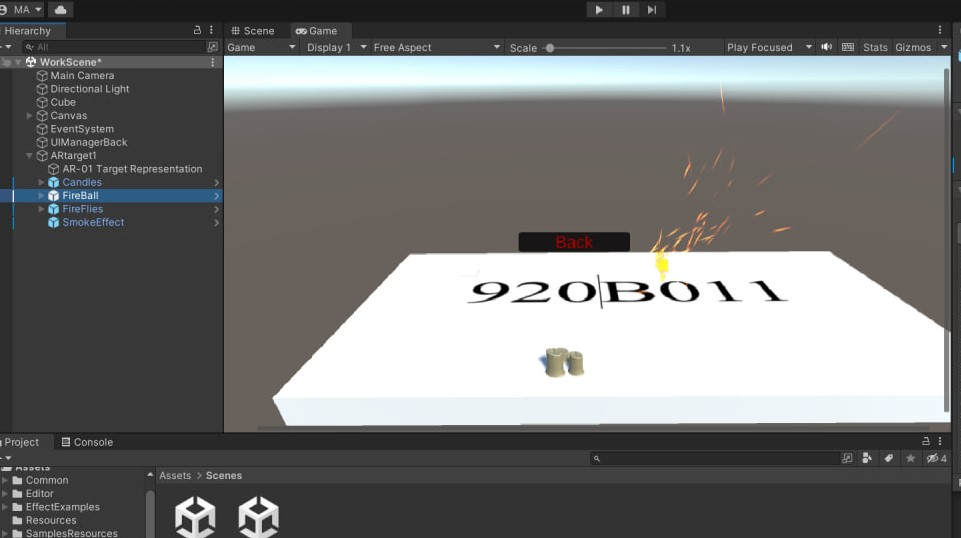 MA
Hierarchy
Scene
Game
All
Game
Display 1
Free Aspect
Scale
1.1x
Play Focused
Stats
Gizmos
WorkScene*
Main Camera
Directional Light
Cube
Canvas
EventSystem
UIManagerBack
ARtarget1
AR-01 Target Representation
Candles
FireBall
FireFlies
SmokeEffect
Back
920B011
Project
Console
4
Assets
Common
Editor
EffectExamples
Resources
SamplesResources
Assets > Scenes